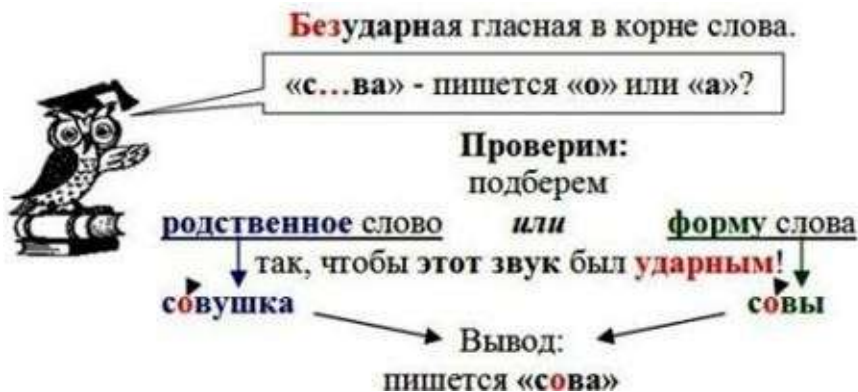 Безударная гласная в корне слова.
«с…ва» - пишется «о» или «а»?
Проверим:
подберем
родственное слово или форму слова
так, чтобы этот звук был ударным!
совушка совы
Вывод:
пишется «сова»